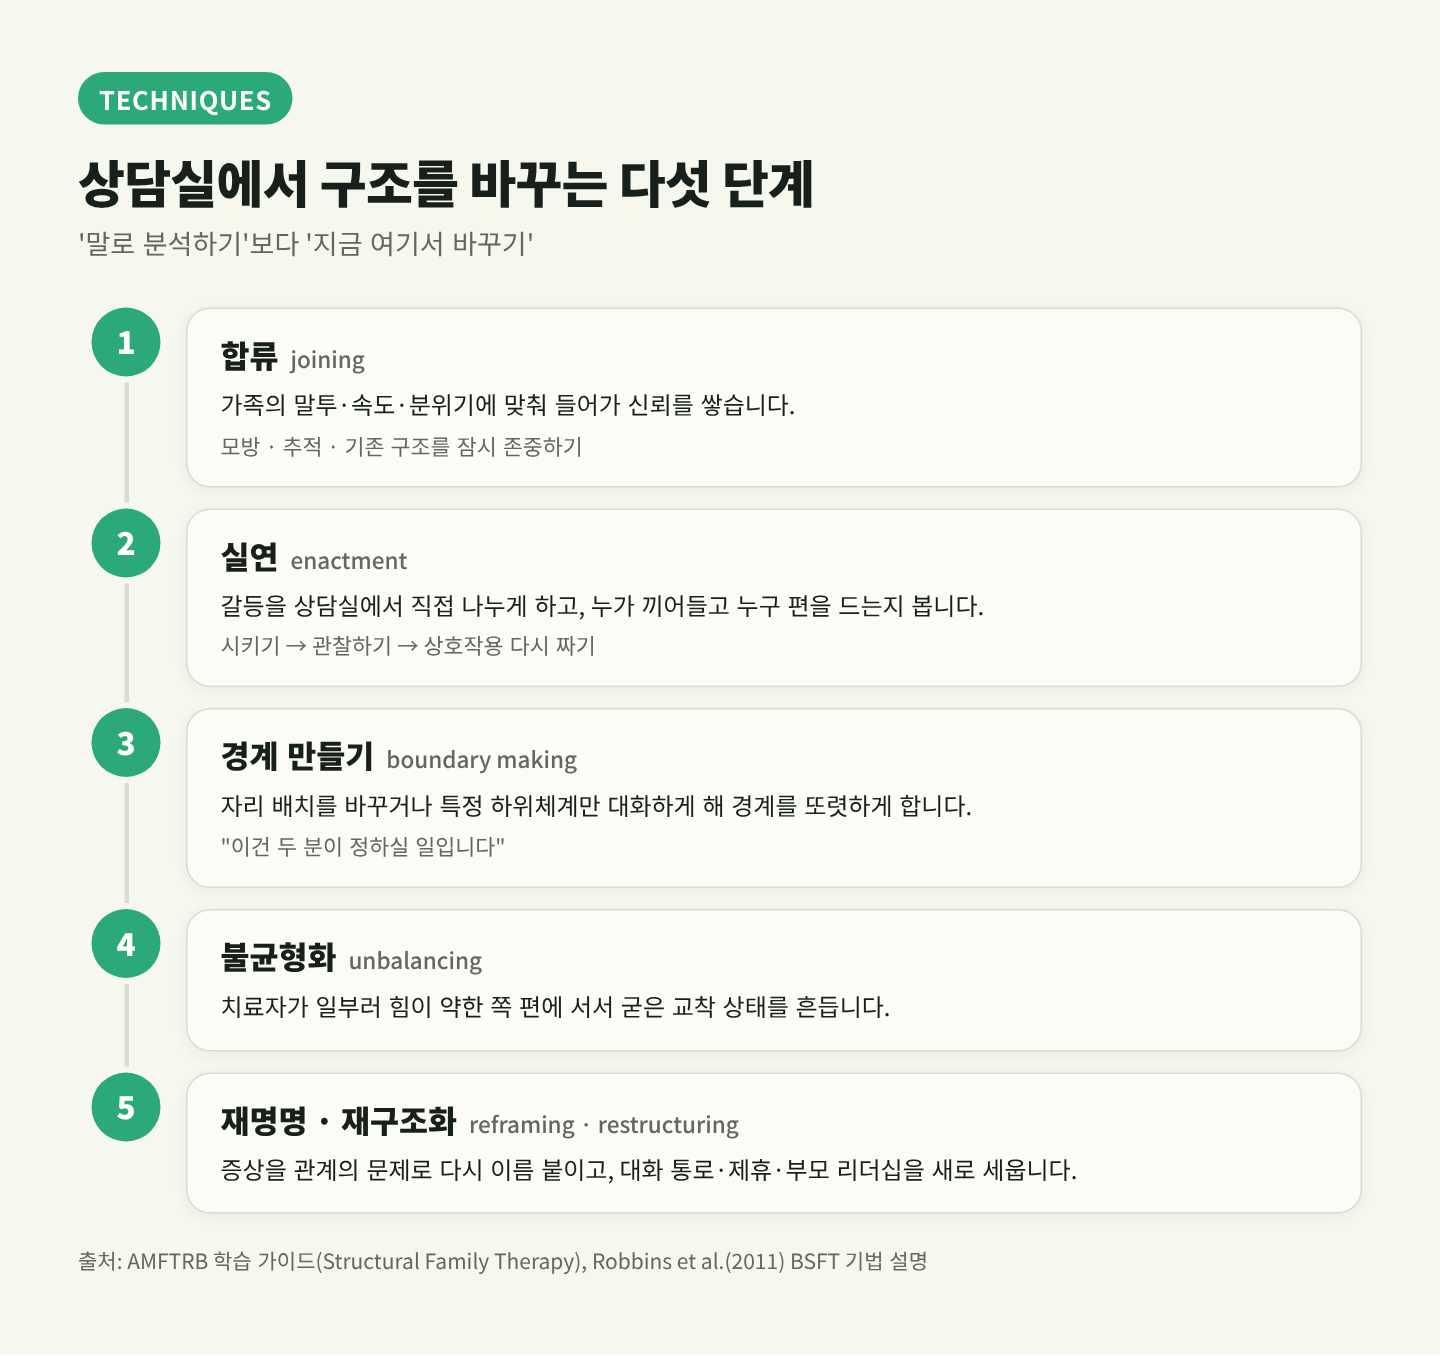 TECHNIQUES
상담실에서 구조를 바꾸는 다섯 단계
'말로 분석하기'보다 '지금 여기서 바꾸기'
1
합류 joining
가족의 말투·속도·분위기에 맞춰 들어가 신뢰를 쌓습니다.
모방 · 추적 · 기존 구조를 잠시 존중하기
2
실연 enactment
갈등을 상담실에서 직접 나누게 하고, 누가 끼어들고 누구 편을 드는지 봅니다.
시키기 → 관찰하기 → 상호작용 다시 짜기
3
경계 만들기 boundary making
자리 배치를 바꾸거나 특정 하위체계만 대화하게 해 경계를 또렷하게 합니다.
"이건 두 분이 정하실 일입니다"
4
불균형화 unbalancing
치료자가 일부러 힘이 약한 쪽 편에 서서 굳은 교착 상태를 흔듭니다.
5
재명명 · 재구조화 reframing · restructuring
증상을 관계의 문제로 다시 이름 붙이고, 대화 통로·제휴·부모 리더십을 새로 세웁니다.
출처: AMFTRB 학습 가이드(Structural Family Therapy), Robbins et al.(2011) BSFT 기법 설명